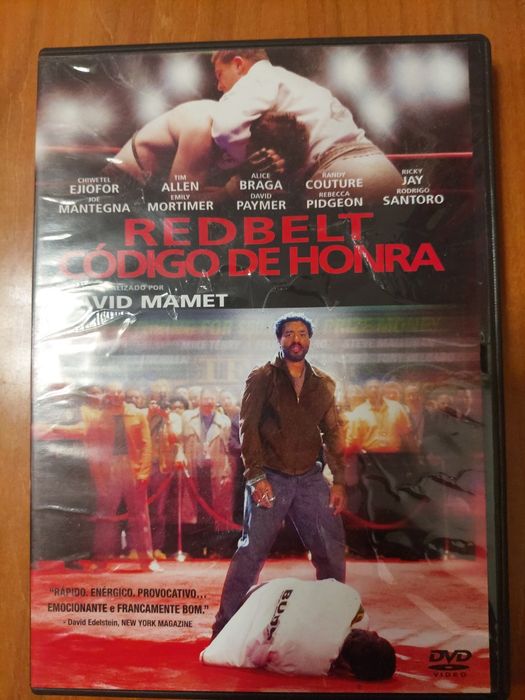 CHIWETEL EJIOFOR TIM ALLEN ALICE BRAGA RANDY COUTURE RICKY JAY
JOE MANTEGNA EMILY MORTIMER DAVID PAYMER REBECCA PIDGEON RODRIGO SANTORO
REDBELT
CÓDIGO DE HONRA
POR
DAVID MAMET
"RÁPIDO. ENÉRGICO. PROVOCATIVO...
EMOCIONANTE e FRANCAMENTE BOM."
- David Edelstein, NEW YORK MAGAZINE
DVD
VIDEO